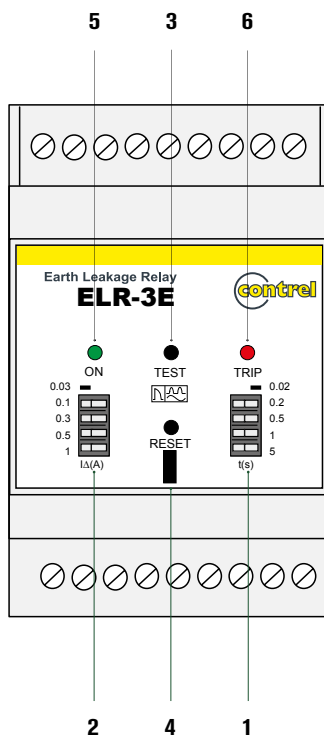 5 3 6
Earth Leakage Relay
ELR-3E
contrel
ON TEST TRIP
0.03 0.02
0.1 0.2
0.3 0.5
RESET
0.5 1
1 5
I∆(A) t(s)
2 4 1